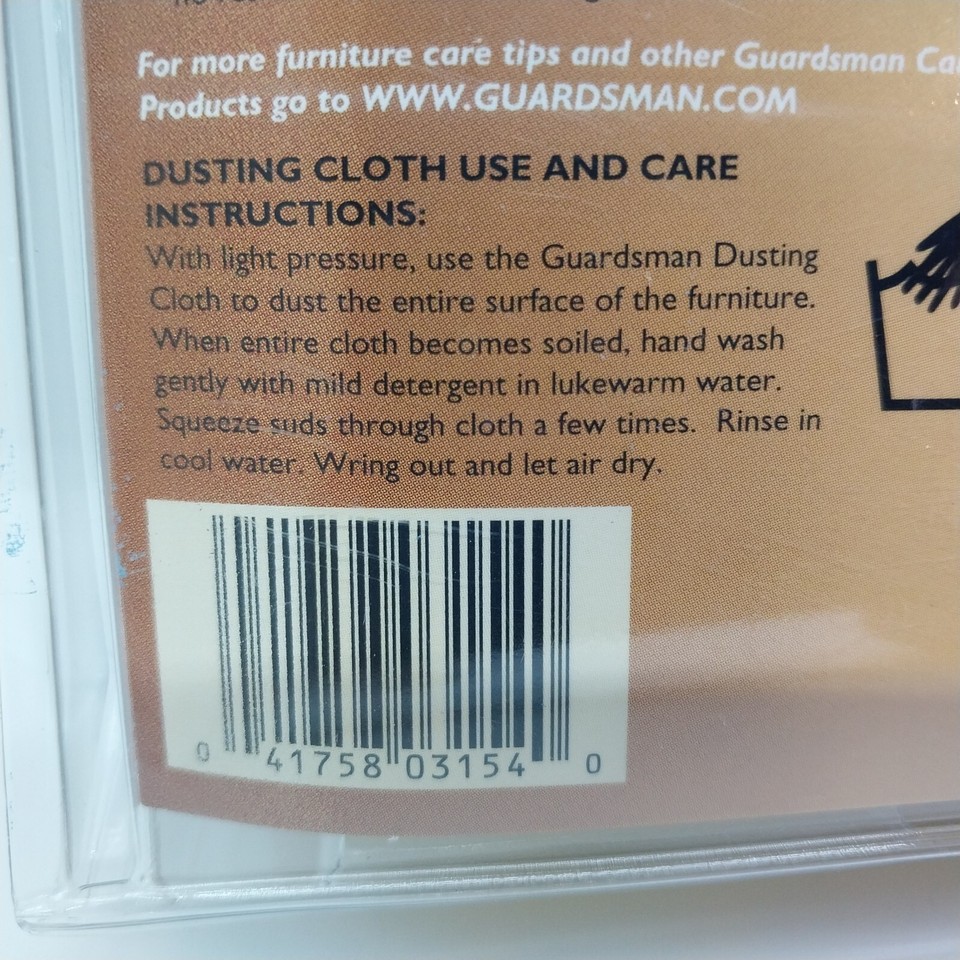 For more furniture care tips and other Guardsman
Products go to WWW.GUARDSMAN.COM
DUSTING CLOTH USE AND CARE
INSTRUCTIONS:
With light pressure, use the Guardsman Dusting
Cloth to dust the entire surface of the furniture.
When entire cloth becomes soiled, hand wash
gently with mild detergent in lukewarm water.
Squeeze suds through cloth a few times. Rinse in
cool water. Wring out and let air dry.
0 41758 03154 0